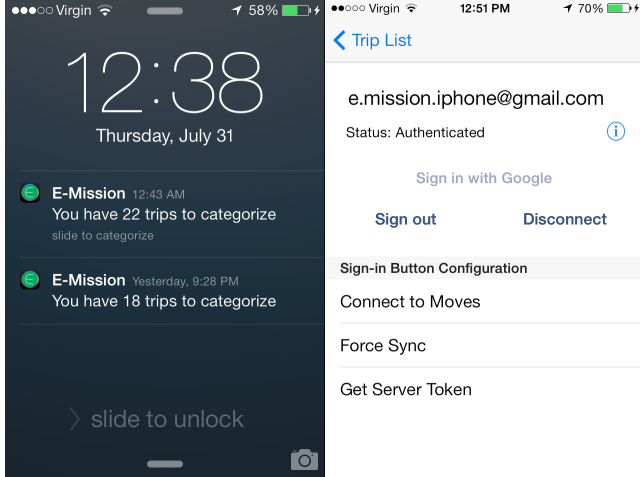 Virgin 58%
12:38
Thursday, July 31
E-Mission 12:43 AM
You have 22 trips to categorize
slide to categorize
E-Mission Yesterday, 9:28 PM
You have 18 trips to categorize
slide to unlock
Virgin 12:51 PM 70%
Trip List
e.mission.iphone@gmail.com
Status: Authenticated
Sign in with Google
Sign out Disconnect
Sign-in Button Configuration
Connect to Moves
Force Sync
Get Server Token